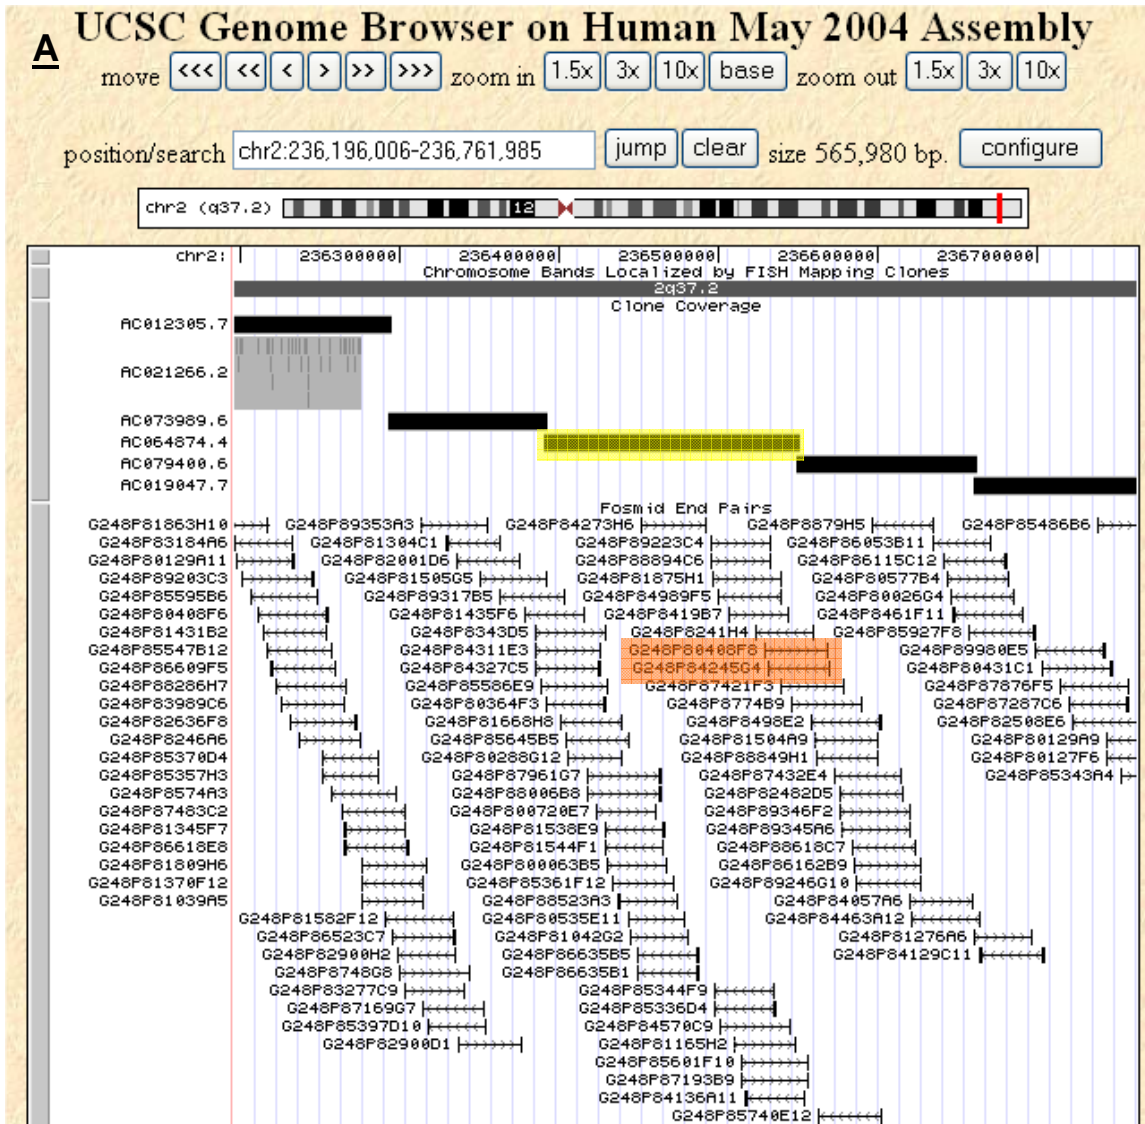 A
UCSC Genome Browser on Human May 2004 Assembly
move <<< << < > >> >>> zoom in 1.5x 3x 10x base zoom out 1.5x 3x 10x
position/search chr2:236,196,006-236,761,985 jump clear size 565,980 bp. configure
chr2 (q37.2) 12
chr2: 236300000 236400000 236500000 236600000 236700000
Chromosome Bands Localized by FISH Mapping Clones
2q37.2
Clone Coverage
AC012305.7
AC021266.2
AC073989.6
AC064874.4
AC079400.6
AC019047.7
Fosmid End Pairs
G248P81863H10 G248P89353A3 G248P84273H6 G248P8879H5 G248P85486B6
G248P83184A6 G248P81304C1 G248P89223C4 G248P86053B11
G248P80129A11 G248P82001D6 G248P88894C6 G248P86115C12
G248P89203C3 G248P81505G5 G248P81875H1 G248P80577B4
G248P85595B6 G248P89317B5 G248P84985F5 G248P80026G4
G248P80408F6 G248P81435F6 G248P8419B7 G248P8461F11
G248P81431B2 G248P8343D5 G248P8241H4 G248P85927F8
G248P85547B12 G248P84311E3 G248P80408F8 G248P89980E5
G248P86609F5 G248P84327C5 G248P84245G4 G248P80431C1
G248P88286H7 G248P85586E9 G248P87421F3 G248P87876F5
G248P83989C6 G248P80364F3 G248P8774B9 G248P87287C6
G248P82636F8 G248P81668H8 G248P8498E2 G248P82508E6
G248P8246A6 G248P85645B5 G248P81504A9 G248P80129A9
G248P85370D4 G248P80288G12 G248P88849H1 G248P80127F6
G248P85357H3 G248P87961G7 G248P87432E4 G248P85343A4
G248P8574A3 G248P88006B8 G248P82482D5
G248P87483C2 G248P800720E7 G248P89346F2
G248P81345F7 G248P81538E9 G248P89345A6
G248P86618E8 G248P81544F1 G248P88618C7
G248P81809H6 G248P800063B5 G248P86162B9
G248P81370F12 G248P85361F12 G248P89246G10
G248P81039A5 G248P88523A3 G248P84057A6
G248P81582F12 G248P80535E11 G248P84463A12
G248P86523C7 G248P81042G2 G248P81276A6
G248P82900H2 G248P86635B5 G248P84129C11
G248P8748G8 G248P86635B1
G248P83277C9 G248P85344F9
G248P87169G7 G248P85336D4
G248P85397D10 G248P84570C9
G248P82900D1 G248P81165H2
G248P85601F10
G248P87193B9
G248P84136A11
G248P85740E12